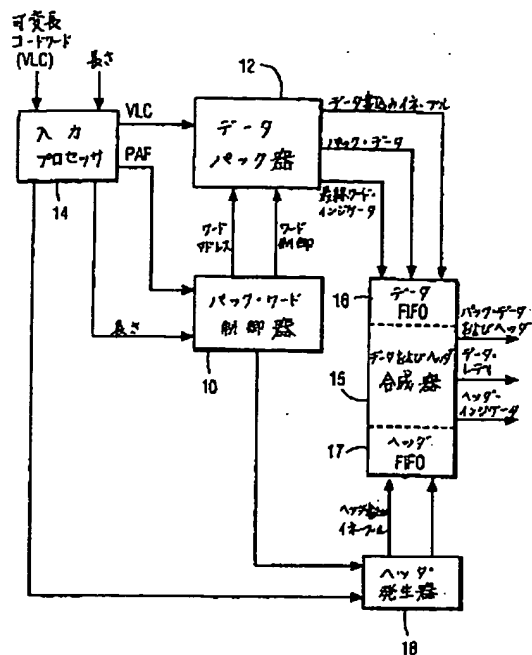 可変長
コードワード
(VLC)
長さ
入力
プロセッサ
14
VLC
PAF
12
データ
パック器
データ書込みイネーブル
パック・データ
最終ワード・
インジケータ
ワード
アドレス
ワード
制御
パック・ワード
制御器
10
長さ
16
データ
FIFO
データおよびヘッダ
合成器
15
17
ヘッダ
FIFO
パック・データ
およびヘッダ
データ・
レディ
ヘッダ・
インジケータ
ヘッダ書込み
イネーブル
ヘッダ
発生器
18